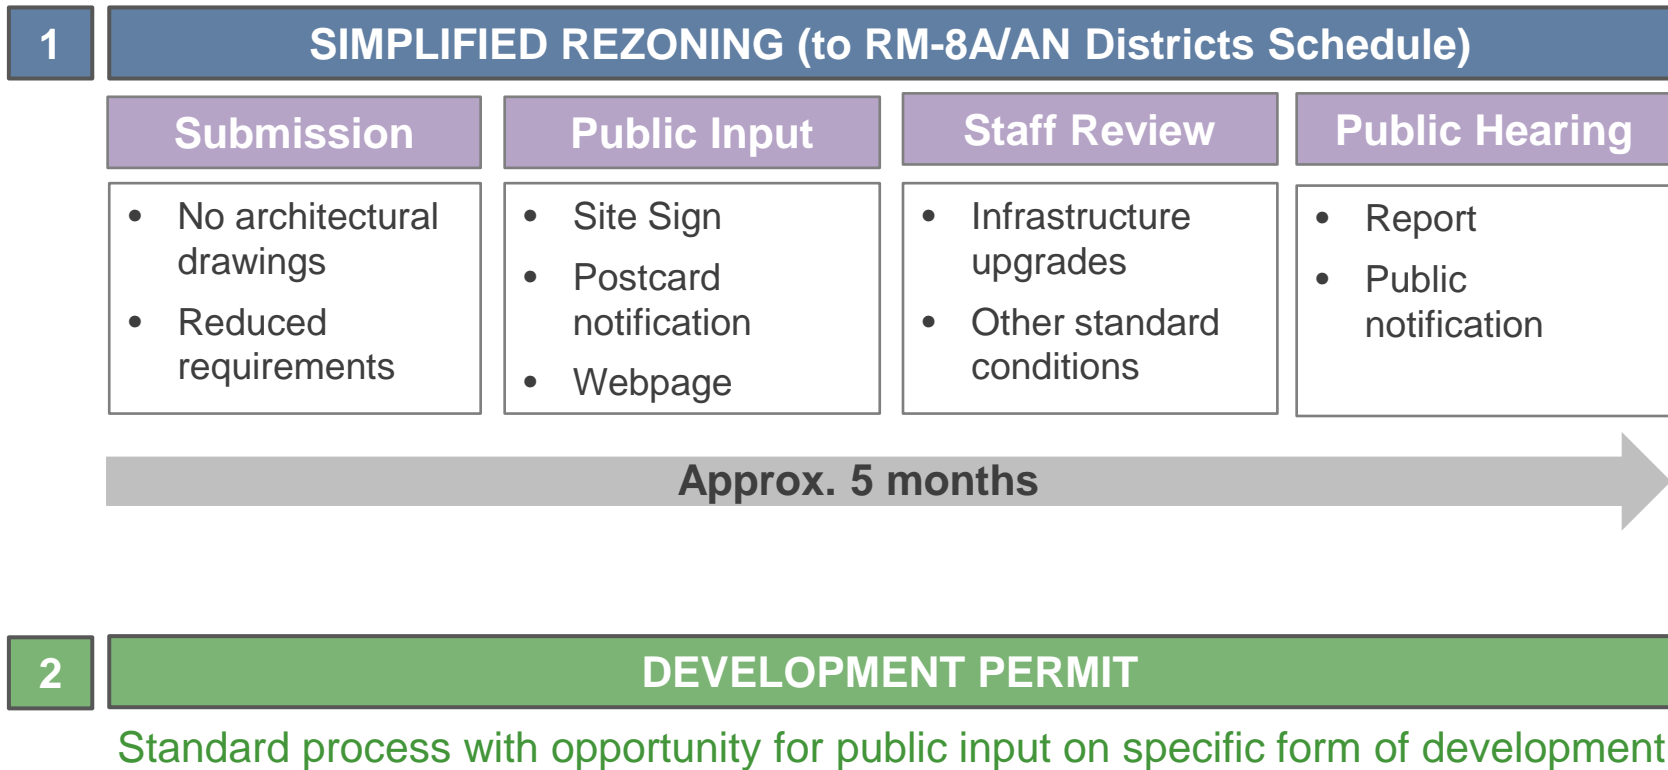 1
SIMPLIFIED REZONING (to RM-8A/AN Districts Schedule)
Submission
• No architectural
drawings
• Reduced
requirements
Public Input
• Site Sign
• Postcard
notification
• Webpage
Staff Review
• Infrastructure
upgrades
• Other standard
conditions
Public Hearing
• Report
• Public
notification
Approx. 5 months
2
DEVELOPMENT PERMIT
Standard process with opportunity for public input on specific form of development